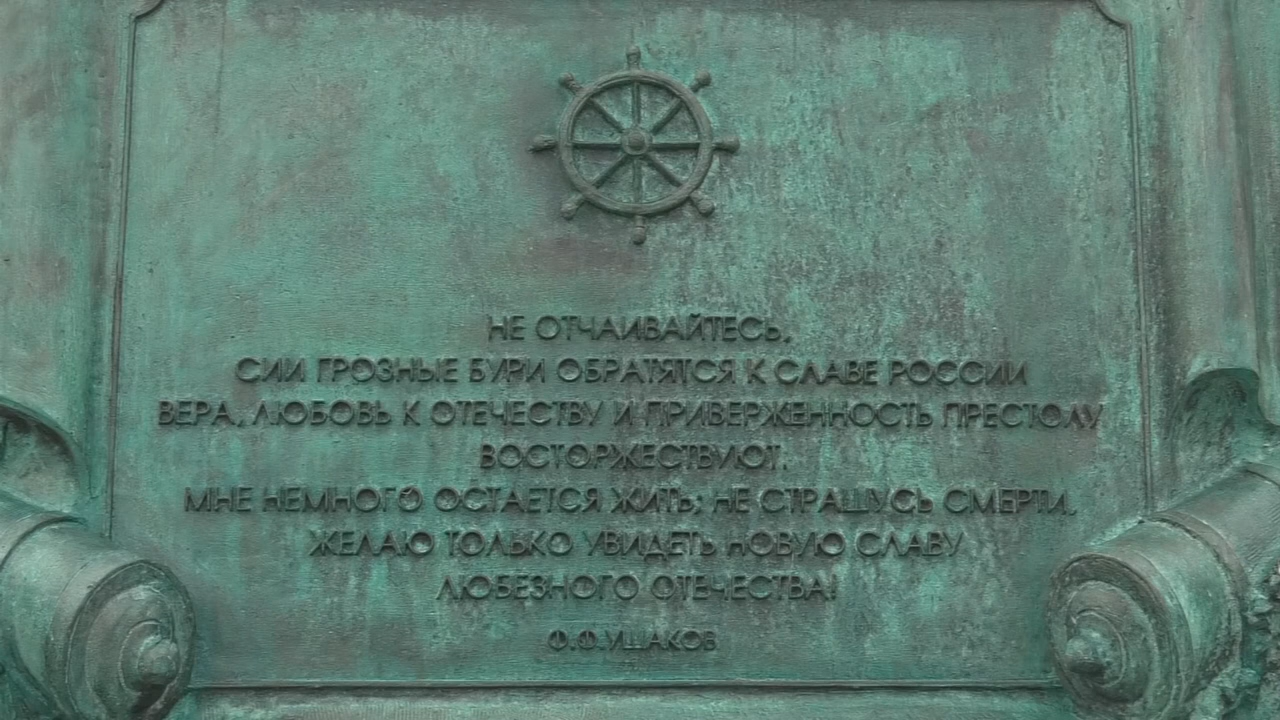 НЕ ОТЧАИВАЙТЕСЬ,
СИИ ГРОЗНЫЕ БУРИ ОБРАТЯТСЯ К СЛАВЕ РОССИИ
ВЕРА, ЛЮБОВЬ К ОТЕЧЕСТВУ И ПРИВЕРЖЕННОСТЬ ПРЕСТОЛУ
ВОСТОРЖЕСТВУЮТ.
МНЕ НЕМНОГО ОСТАЕТСЯ ЖИТЬ; НЕ СТРАШУСЬ СМЕРТИ,
ЖЕЛАЮ ТОЛЬКО УВИДЕТЬ НОВУЮ СЛАВУ
ЛЮБЕЗНОГО ОТЕЧЕСТВА!
Ф.Ф.УШАКОВ